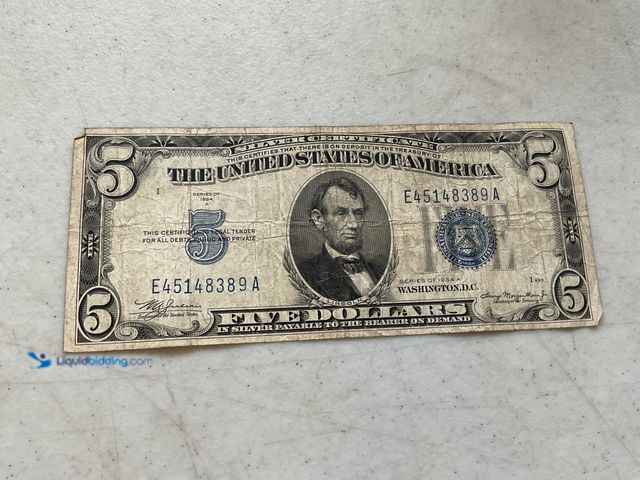 SILVER CERTIFICATE
5 THIS CERTIFIES THAT THERE IS ON DEPOSIT IN THE TREASURY OF 5
THE UNITED STATES OF AMERICA
SERIES OF
1934
A
E45148389A
5
THIS CERTIFICATE IS LEGAL TENDER
FOR ALL DEBTS PUBLIC AND PRIVATE
FIVE
E45148389A
SERIES OF 1934 A
WASHINGTON, D.C.
LINCOLN
5 FIVE DOLLARS 5
IN SILVER PAYABLE TO THE BEARER ON DEMAND
Liquidbidding.com